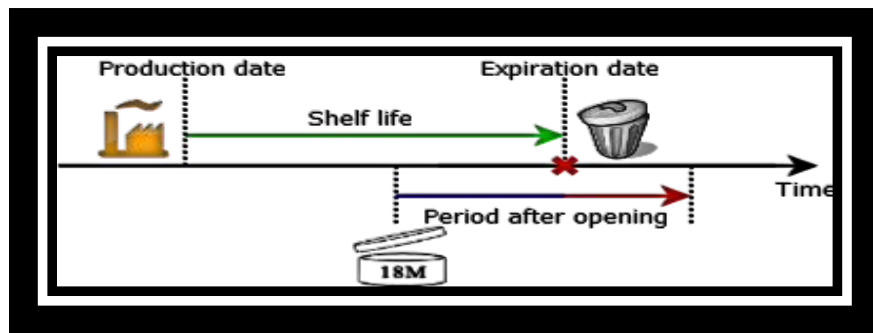 Production date
Expiration date
Shelf life
Time
Period after opening
18M